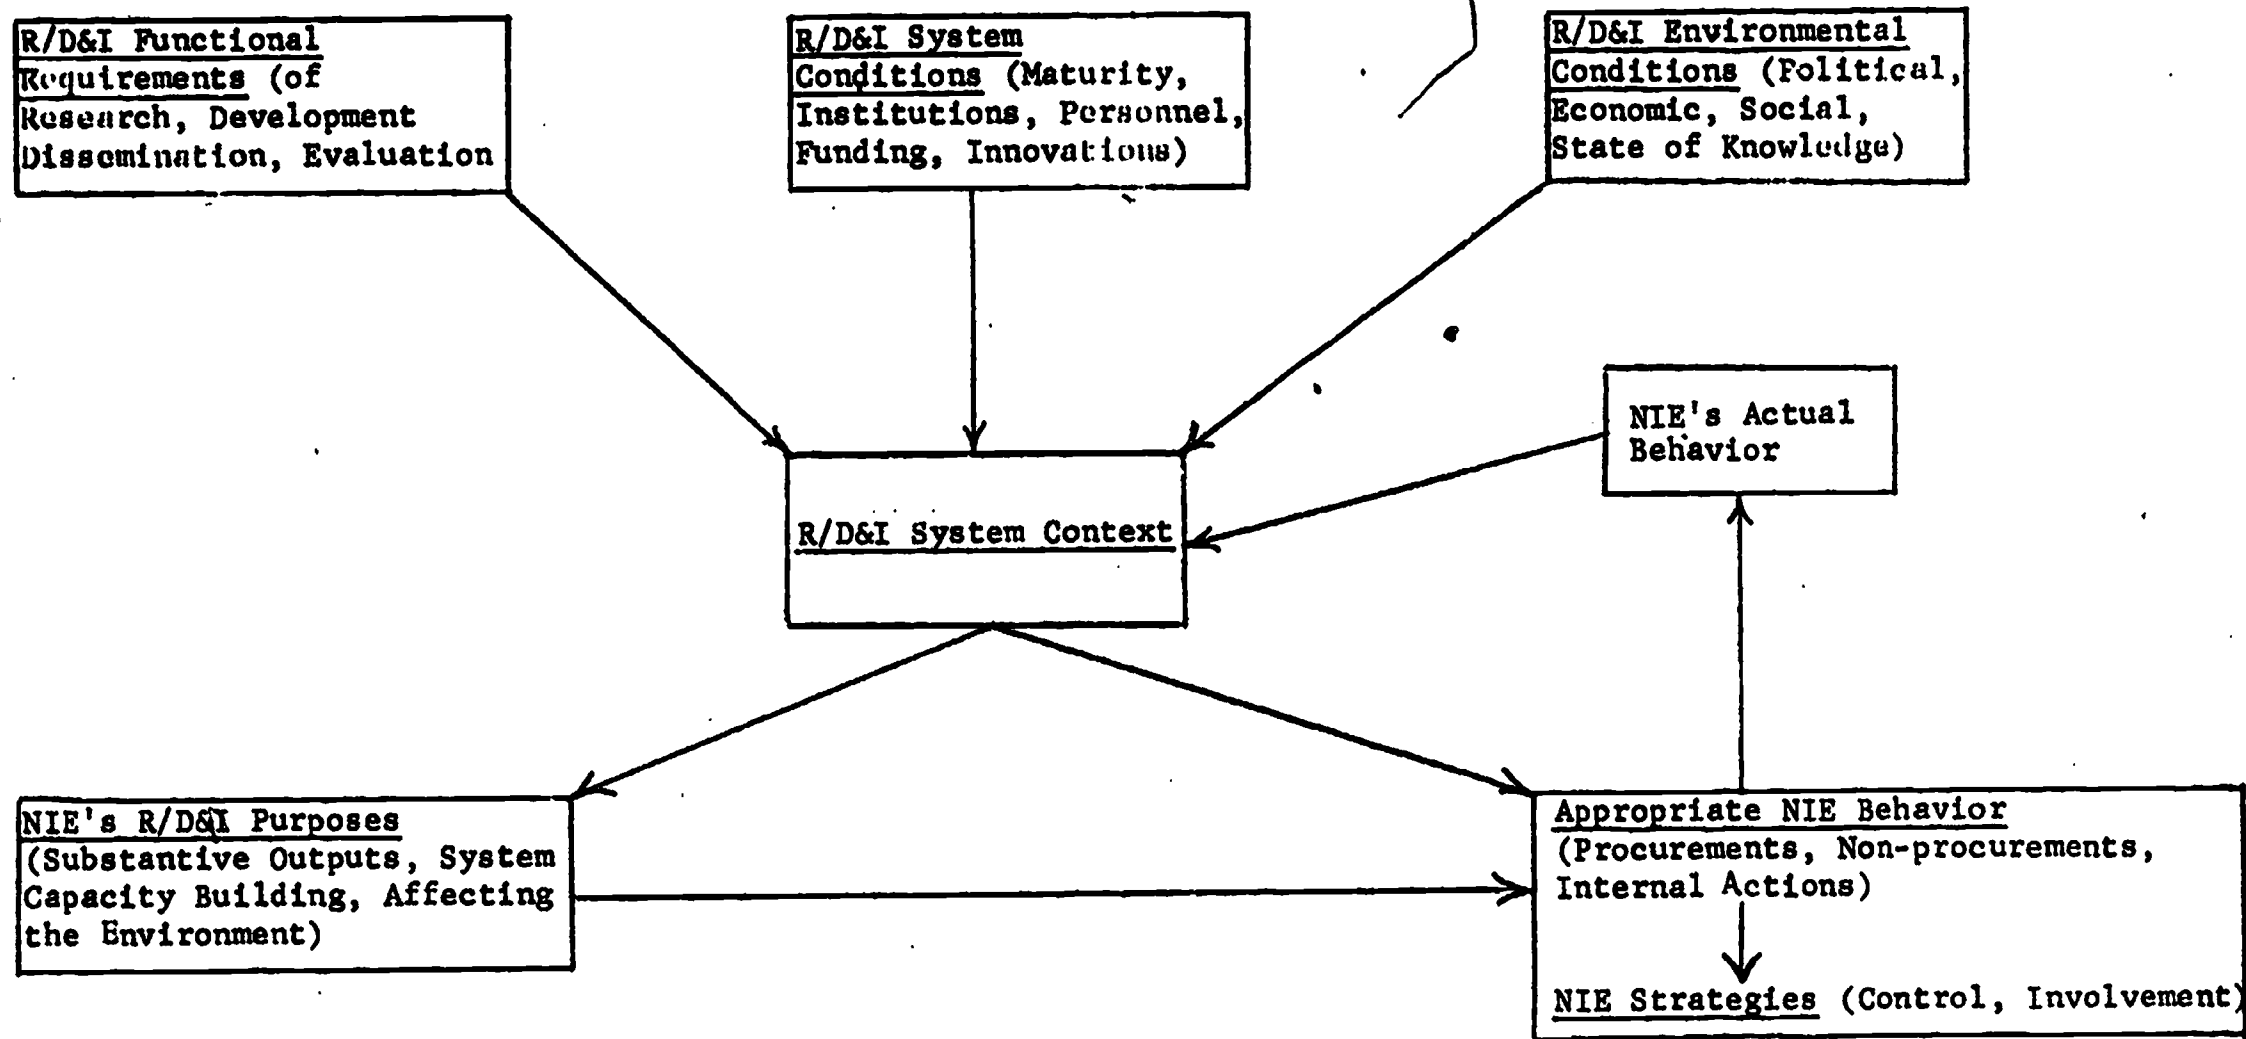 R/D&I Functional
Requirements (of
Research, Development
Dissemination, Evaluation
R/D&I System
Conditions (Maturity,
Institutions, Personnel,
Funding, Innovations)
R/D&I Environmental
Conditions (Political,
Economic, Social,
State of Knowledge)
NIE's Actual
Behavior
R/D&I System Context
NIE's R/D&I Purposes
(Substantive Outputs, System
Capacity Building, Affecting
the Environment)
Appropriate NIE Behavior
(Procurements, Non-procurements,
Internal Actions)
NIE Strategies (Control, Involvement)